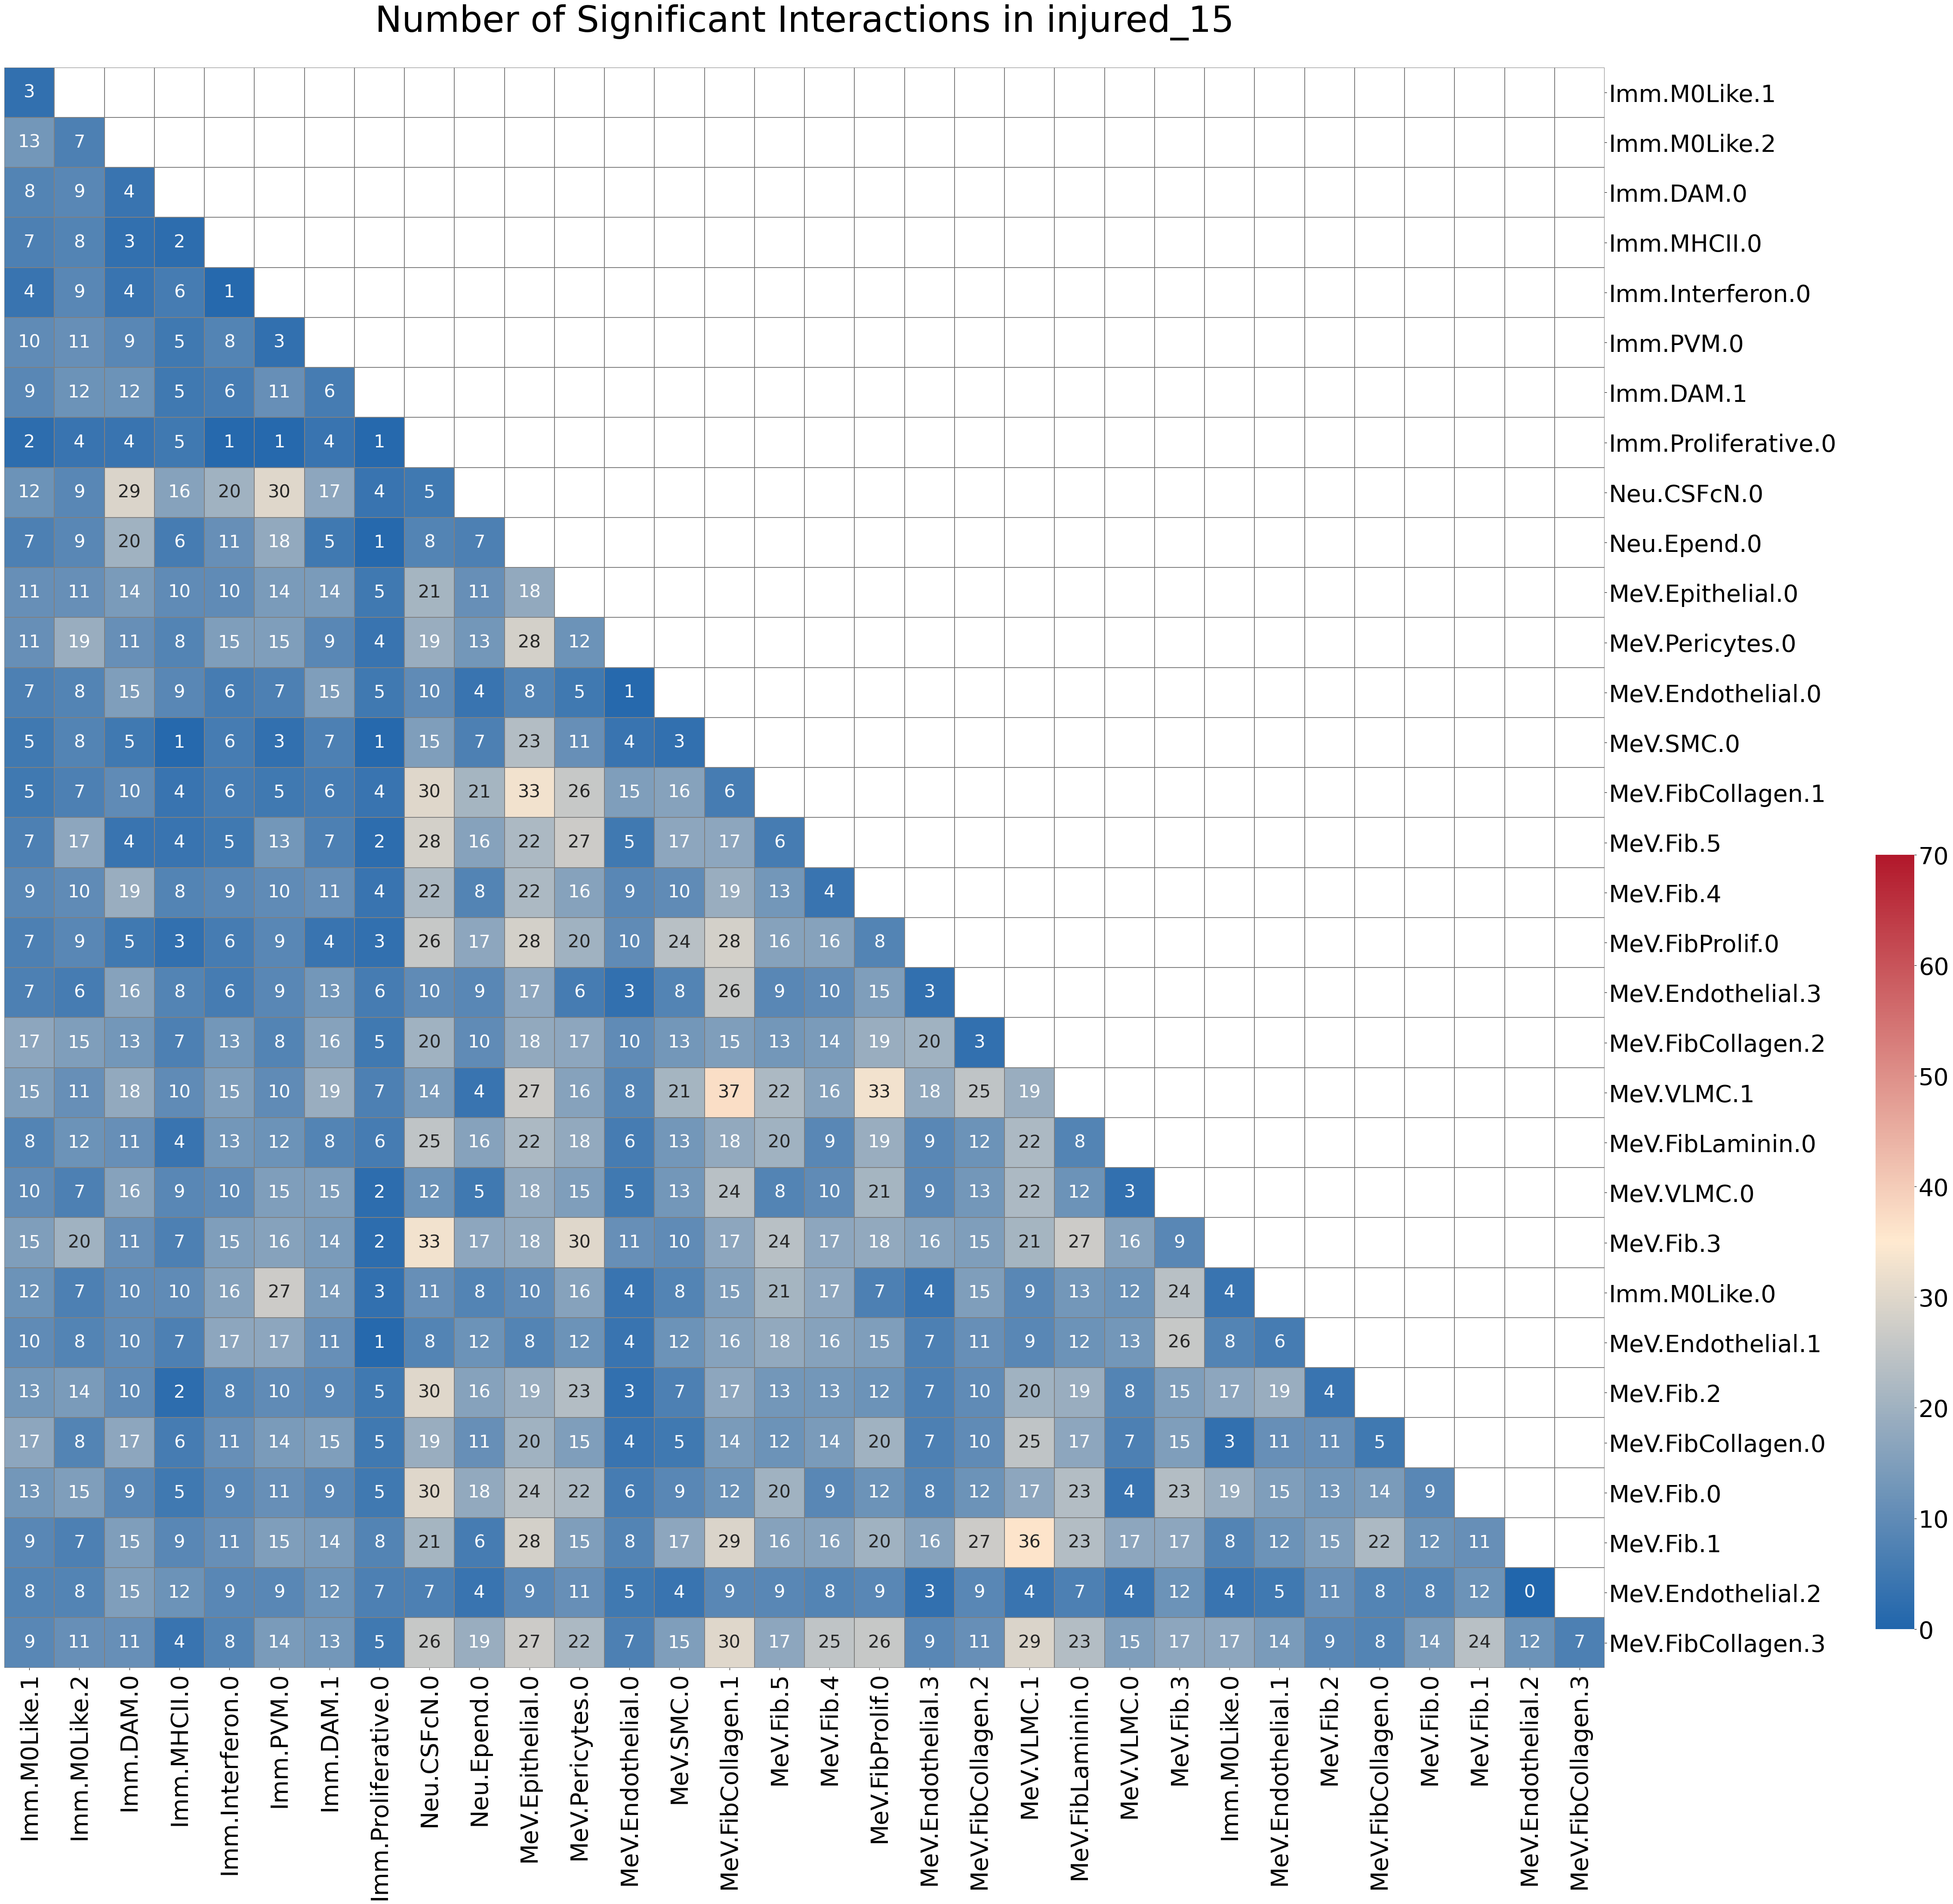 Number of Significant Interactions in injured_15
3 Imm.M0Like.1
13 7 Imm.M0Like.2
8 9 4 Imm.DAM.0
7 8 3 2 Imm.MHCII.0
4 9 4 6 1 Imm.Interferon.0
10 11 9 5 8 3 Imm.PVM.0
9 12 12 5 6 11 6 Imm.DAM.1
2 4 4 5 1 1 4 1 Imm.Proliferative.0
12 9 29 16 20 30 17 4 5 Neu.CSFcN.0
7 9 20 6 11 18 5 1 8 7 Neu.Epend.0
11 11 14 10 10 14 14 5 21 11 18 MeV.Epithelial.0
11 19 11 8 15 15 9 4 19 13 28 12 MeV.Pericytes.0
7 8 15 9 6 7 15 5 10 4 8 5 1 MeV.Endothelial.0
5 8 5 1 6 3 7 1 15 7 23 11 4 3 MeV.SMC.0
5 7 10 4 6 5 6 4 30 21 33 26 15 16 6 MeV.FibCollagen.1
7 17 4 4 5 13 7 2 28 16 22 27 5 17 17 6 MeV.Fib.5
9 10 19 8 9 10 11 4 22 8 22 16 9 10 19 13 4 MeV.Fib.4
7 9 5 3 6 9 4 3 26 17 28 20 10 24 28 16 16 8 MeV.FibProlif.0
7 6 16 8 6 9 13 6 10 9 17 6 3 8 26 9 10 15 3 MeV.Endothelial.3
17 15 13 7 13 8 16 5 20 10 18 17 10 13 15 13 14 19 20 3 MeV.FibCollagen.2
15 11 18 10 15 10 19 7 14 4 27 16 8 21 37 22 16 33 18 25 19 MeV.VLMC.1
8 12 11 4 13 12 8 6 25 16 22 18 6 13 18 20 9 19 9 12 22 8 MeV.FibLaminin.0
10 7 16 9 10 15 15 2 12 5 18 15 5 13 24 8 10 21 9 13 22 12 3 MeV.VLMC.0
15 20 11 7 15 16 14 2 33 17 18 30 11 10 17 24 17 18 16 15 21 27 16 9 MeV.Fib.3
12 7 10 10 16 27 14 3 11 8 10 16 4 8 15 21 17 7 4 15 9 13 12 24 4 Imm.M0Like.0
10 8 10 7 17 17 11 1 8 12 8 12 4 12 16 18 16 15 7 11 9 12 13 26 8 6 MeV.Endothelial.1
13 14 10 2 8 10 9 5 30 16 19 23 3 7 17 13 13 12 7 10 20 19 8 15 17 19 4 MeV.Fib.2
17 8 17 6 11 14 15 5 19 11 20 15 4 5 14 12 14 20 7 10 25 17 7 15 3 11 11 5 MeV.FibCollagen.0
13 15 9 5 9 11 9 5 30 18 24 22 6 9 12 20 9 12 8 12 17 23 4 23 19 15 13 14 9 MeV.Fib.0
9 7 15 9 11 15 14 8 21 6 28 15 8 17 29 16 16 20 16 27 36 23 17 17 8 12 15 22 12 11 MeV.Fib.1
8 8 15 12 9 9 12 7 7 4 9 11 5 4 9 9 8 9 3 9 4 7 4 12 4 5 11 8 8 12 0 MeV.Endothelial.2
9 11 11 4 8 14 13 5 26 19 27 22 7 15 30 17 25 26 9 11 29 23 15 17 17 14 9 8 14 24 12 7 MeV.FibCollagen.3
Imm.M0Like.1
Imm.M0Like.2
Imm.DAM.0
Imm.MHCII.0
Imm.Interferon.0
Imm.PVM.0
Imm.DAM.1
Imm.Proliferative.0
Neu.CSFcN.0
Neu.Epend.0
MeV.Epithelial.0
MeV.Pericytes.0
MeV.Endothelial.0
MeV.SMC.0
MeV.FibCollagen.1
MeV.Fib.5
MeV.Fib.4
MeV.FibProlif.0
MeV.Endothelial.3
MeV.FibCollagen.2
MeV.VLMC.1
MeV.FibLaminin.0
MeV.VLMC.0
MeV.Fib.3
Imm.M0Like.0
MeV.Endothelial.1
MeV.Fib.2
MeV.FibCollagen.0
MeV.Fib.0
MeV.Fib.1
MeV.Endothelial.2
MeV.FibCollagen.3
70
60
50
40
30
20
10
0